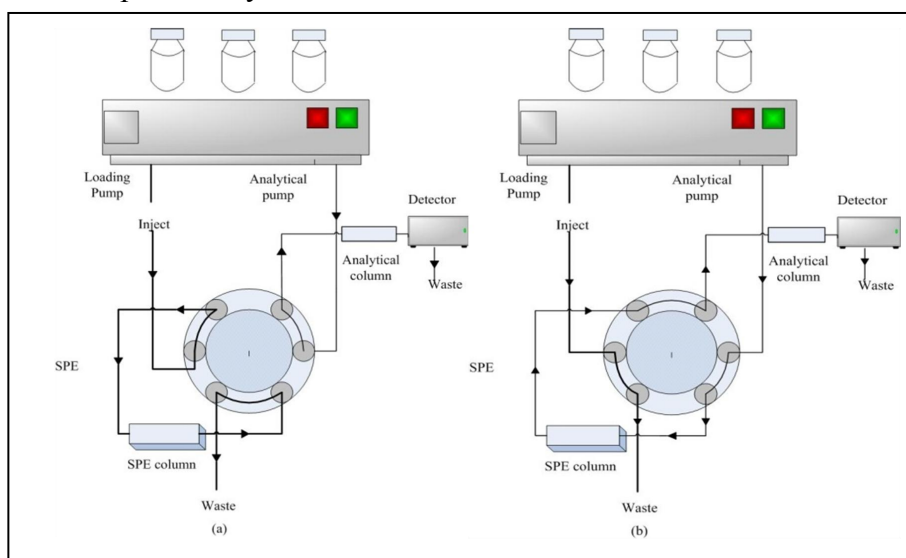 Loading
Pump
Analytical
pump
Inject
Detector
Analytical
column
Waste
SPE
SPE column
Waste
(a)
Loading
Pump
Analytical
pump
Inject
Detector
Analytical
column
Waste
SPE
SPE column
Waste
(b)